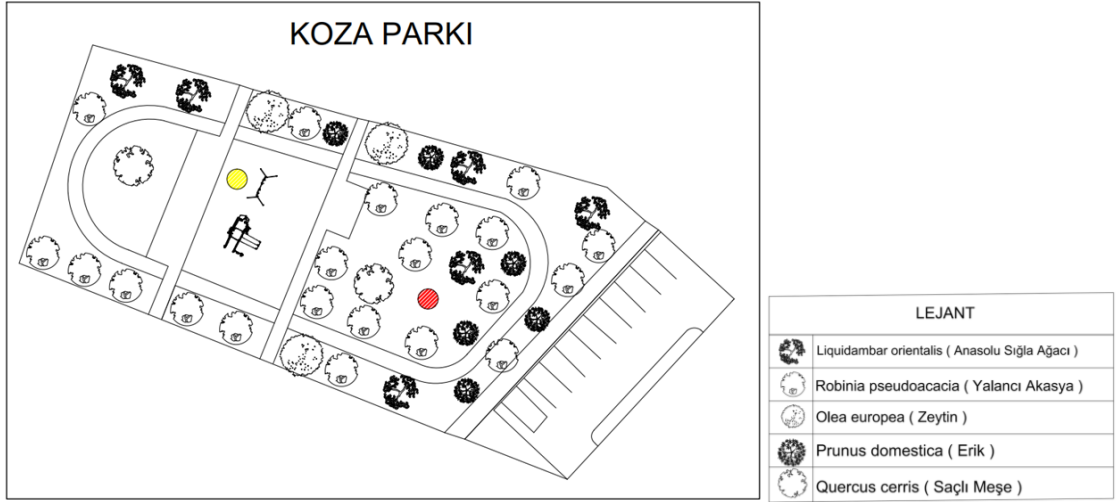 KOZA PARKI
LEJANT
Liquidambar orientalis ( Anasolu Sığla Ağacı )
Robinia pseudoacacia ( Yalancı Akasya )
Olea europea ( Zeytin )
Prunus domestica ( Erik )
Quercus cerris ( Saçlı Meşe )